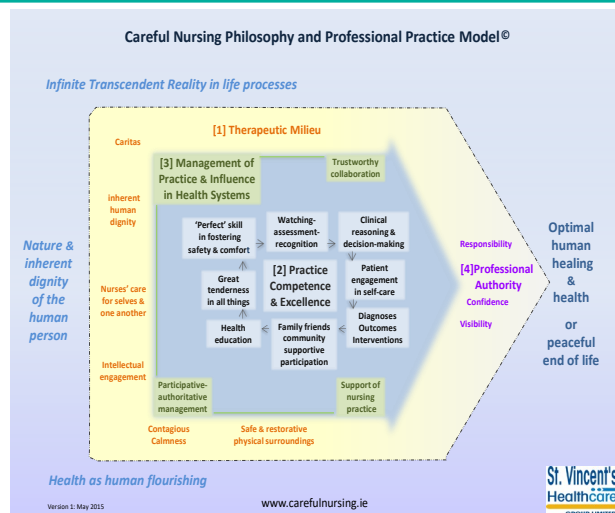 Careful Nursing Philosophy and Professional Practice Model©
Infinite Transcendent Reality in life processes
[1] Therapeutic Milieu
Caritas
inherent
human
dignity
Nurses' care
for selves &
one another
Intellectual
engagement
Contagious
Calmness
Safe & restorative
physical surroundings
[3] Management of
Practice & Influence
in Health Systems
Trustworthy
collaboration
'Perfect' skill
in fostering
safety & comfort
Watching-
assessment-
recognition
Clinical
reasoning &
decision-making
Great
tenderness
in all things
[2] Practice
Competence
& Excellence
Patient
engagement
in self-care
Health
education
Family friends
community
supportive
participation
Diagnoses
Outcomes
Interventions
Participative-
authoritative
management
Support of
nursing
practice
Responsibility
[4]Professional
Authority
Confidence
Visibility
Nature &
inherent
dignity
of the
human
person
Optimal
human
healing
&
health
or
peaceful
end of life
Health as human flourishing
Version 1: May 2015
www.carefulnursing.ie
St. Vincent's
Healthcare
GROUP LIMITED